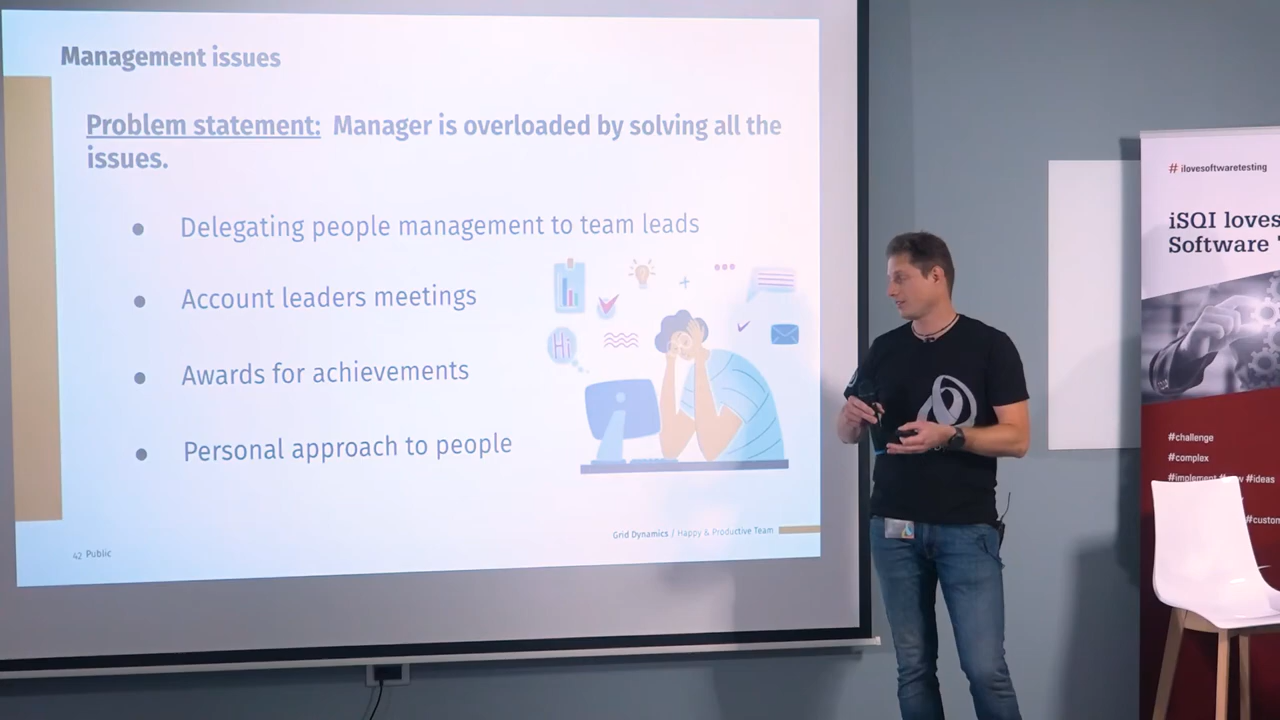 Management issues
Problem statement: Manager is overloaded by solving all the
issues.
● Delegating people management to team leads
● Account leaders meetings
● Awards for achievements
● Personal approach to people
Hi
Grid Dynamics / Happy & Productive Team
42 Public
# ilovesoftwaretesting
iSQI loves
Software
#challenge
#complex
#implement #ideas